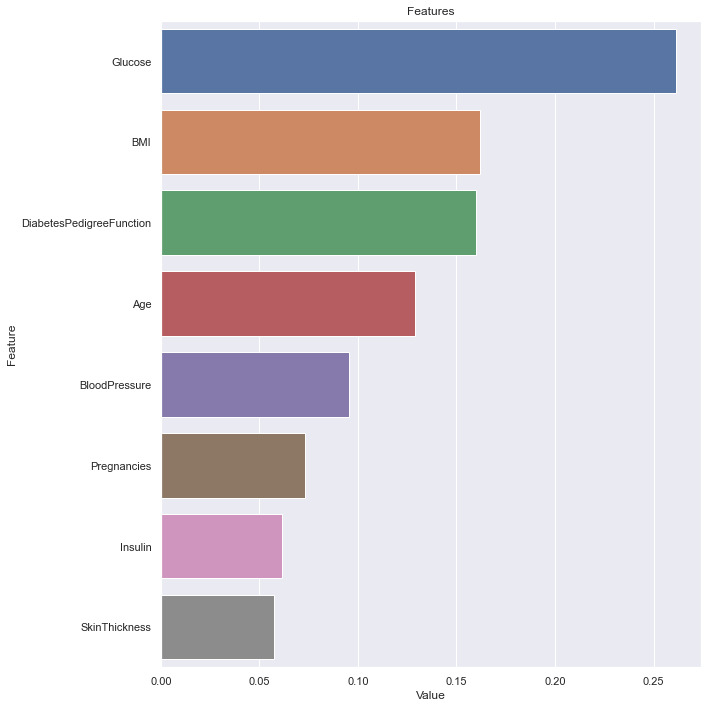 Features
Feature
Glucose
BMI
DiabetesPedigreeFunction
Age
BloodPressure
Pregnancies
Insulin
SkinThickness
0.00 0.05 0.10 0.15 0.20 0.25
Value